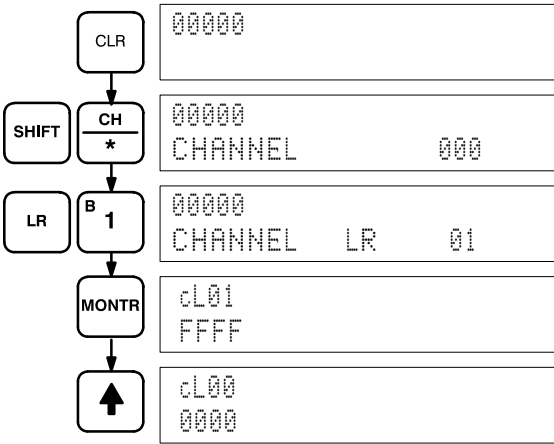 CLR
00000
SHIFT
CH
*
00000
CHANNEL 000
LR
B
1
00000
CHANNEL LR 01
MONTR
cL01
FFFF
cL00
0000